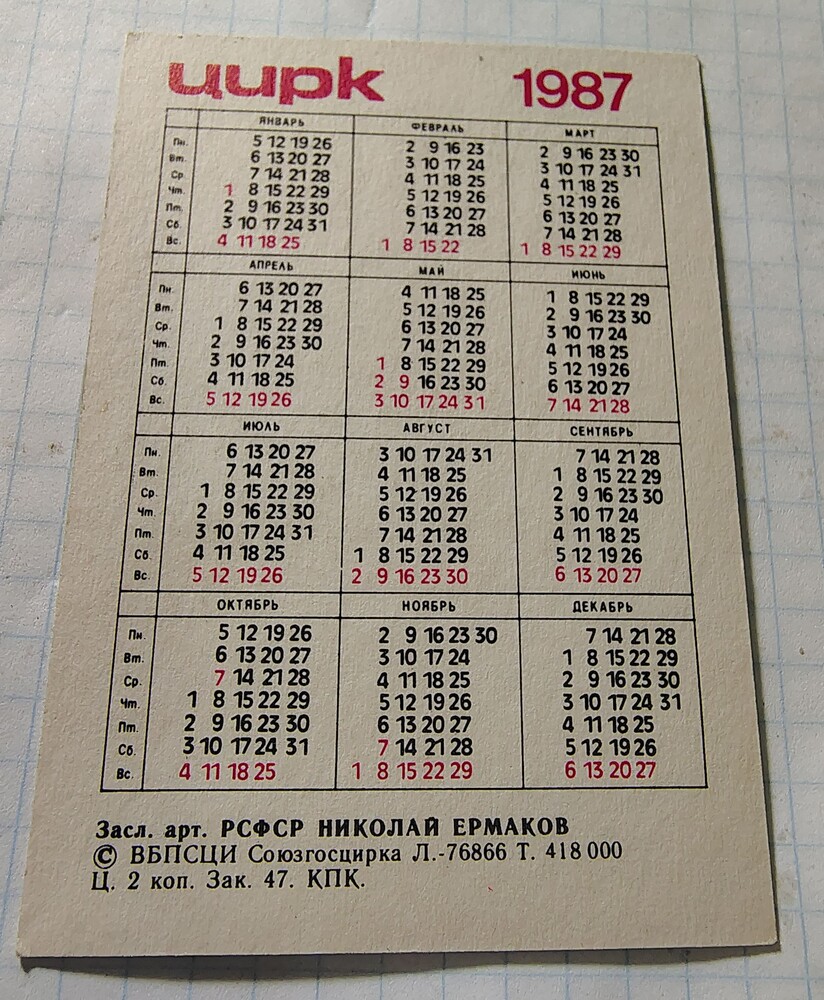 цирк 1987
ЯНВАРЬ ФЕВРАЛЬ МАРТ
Пн. 5 12 19 26 2 9 16 23 2 9 16 23 30
Вт. 6 13 20 27 3 10 17 24 3 10 17 24 31
Ср. 7 14 21 28 4 11 18 25 4 11 18 25
Чт. 1 8 15 22 29 5 12 19 26 5 12 19 26
Пт. 2 9 16 23 30 6 13 20 27 6 13 20 27
Сб. 3 10 17 24 31 7 14 21 28 7 14 21 28
Вс. 4 11 18 25 1 8 15 22 1 8 15 22 29
АПРЕЛЬ МАЙ ИЮНЬ
Пн. 6 13 20 27 4 11 18 25 1 8 15 22 29
Вт. 7 14 21 28 5 12 19 26 2 9 16 23 30
Ср. 1 8 15 22 29 6 13 20 27 3 10 17 24
Чт. 2 9 16 23 30 7 14 21 28 4 11 18 25
Пт. 3 10 17 24 1 8 15 22 29 5 12 19 26
Сб. 4 11 18 25 2 9 16 23 30 6 13 20 27
Вс. 5 12 19 26 3 10 17 24 31 7 14 21 28
ИЮЛЬ АВГУСТ СЕНТЯБРЬ
Пн. 6 13 20 27 3 10 17 24 31 7 14 21 28
Вт. 7 14 21 28 4 11 18 25 1 8 15 22 29
Ср. 1 8 15 22 29 5 12 19 26 2 9 16 23 30
Чт. 2 9 16 23 30 6 13 20 27 3 10 17 24
Пт. 3 10 17 24 31 7 14 21 28 4 11 18 25
Сб. 4 11 18 25 1 8 15 22 29 5 12 19 26
Вс. 5 12 19 26 2 9 16 23 30 6 13 20 27
ОКТЯБРЬ НОЯБРЬ ДЕКАБРЬ
Пн. 5 12 19 26 2 9 16 23 30 7 14 21 28
Вт. 6 13 20 27 3 10 17 24 1 8 15 22 29
Ср. 7 14 21 28 4 11 18 25 2 9 16 23 30
Чт. 1 8 15 22 29 5 12 19 26 3 10 17 24 31
Пт. 2 9 16 23 30 6 13 20 27 4 11 18 25
Сб. 3 10 17 24 31 7 14 21 28 5 12 19 26
Вс. 4 11 18 25 1 8 15 22 29 6 13 20 27
Засл. арт. РСФСР НИКОЛАЙ ЕРМАКОВ
© ВБПСЦИ Союзгосцирка Л.-76866 Т. 418 000
Ц. 2 коп. Зак. 47. КПК.